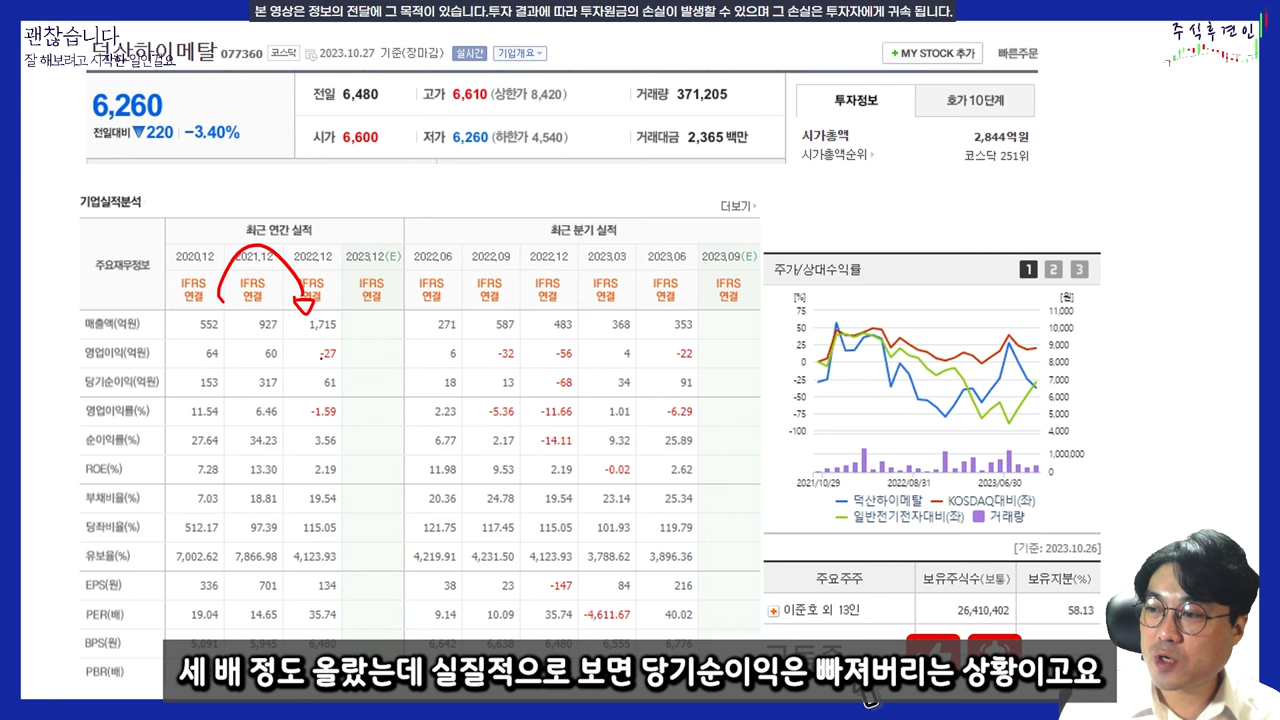 본 영상은 정보의 전달에 그 목적이 있습니다.투자 결과에 따라 투자원금의 손실이 발생할 수 있으며 그 손실은 투자자에게 귀속 됩니다.
괜찮습니다
잘 해보려고 시작한 일인걸요
주식후견인
덕산하이메탈 077360 코스닥 2023.10.27 기준(장마감) 실시간 기업개요
+ MY STOCK 추가 빠른주문
6,260
전일대비 ▼220 -3.40%
전일 6,480 고가 6,610 (상한가 8,420) 거래량 371,205
시가 6,600 저가 6,260 (하한가 4,540) 거래대금 2,365 백만
투자정보 호가 10단계
시가총액 2,844억원
시가총액순위 코스닥 251위
기업실적분석 더보기
주요재무정보 최근 연간 실적 최근 분기 실적
2020.12 2021.12 2022.12 2023.12(E) 2022.06 2022.09 2022.12 2023.03 2023.06 2023.09(E)
IFRS IFRS IFRS IFRS IFRS IFRS IFRS IFRS IFRS IFRS
연결 연결 연결 연결 연결 연결 연결 연결 연결 연결
매출액(억원) 552 927 1,715 271 587 483 368 353
영업이익(억원) 64 60 -27 6 -32 -56 4 -22
당기순이익(억원) 153 317 61 18 13 -68 34 91
영업이익률(%) 11.54 6.46 -1.59 2.23 -5.36 -11.66 1.01 -6.29
순이익률(%) 27.64 34.23 3.56 6.77 2.17 -14.11 9.32 25.89
ROE(%) 7.28 13.30 2.19 11.98 9.53 2.19 -0.02 2.62
부채비율(%) 7.03 18.81 19.54 20.36 24.78 19.54 23.14 25.34
당좌비율(%) 512.17 97.39 115.05 121.75 117.45 115.05 101.93 119.79
유보율(%) 7,002.62 7,866.98 4,123.93 4,219.91 4,231.50 4,123.93 3,788.62 3,896.36
EPS(원) 336 701 134 38 23 -147 84 216
PER(배) 19.04 14.65 35.74 9.14 10.09 35.74 -4,611.67 40.02
BPS(원) 5,091 5,945 6,480 6,642 6,638 6,480 6,555 6,776
PBR(배)
주가/상대수익률 1 2 3
[%] [원]
75 11,000
50 10,000
25 9,000
0 8,000
-25 7,000
-50 6,000
-75 5,000
-100 4,000
1,000,000
0
2021/10/29 2022/08/31 2023/06/30
덕산하이메탈 KOSDAQ대비(좌)
일반전기전자대비(좌) 거래량
[기준: 2023.10.26]
주요주주 보유주식수(보통) 보유지분(%)
이준호 외 13인 26,410,402 58.13
세 배 정도 올랐는데 실질적으로 보면 당기순이익은 빠져버리는 상황이고요